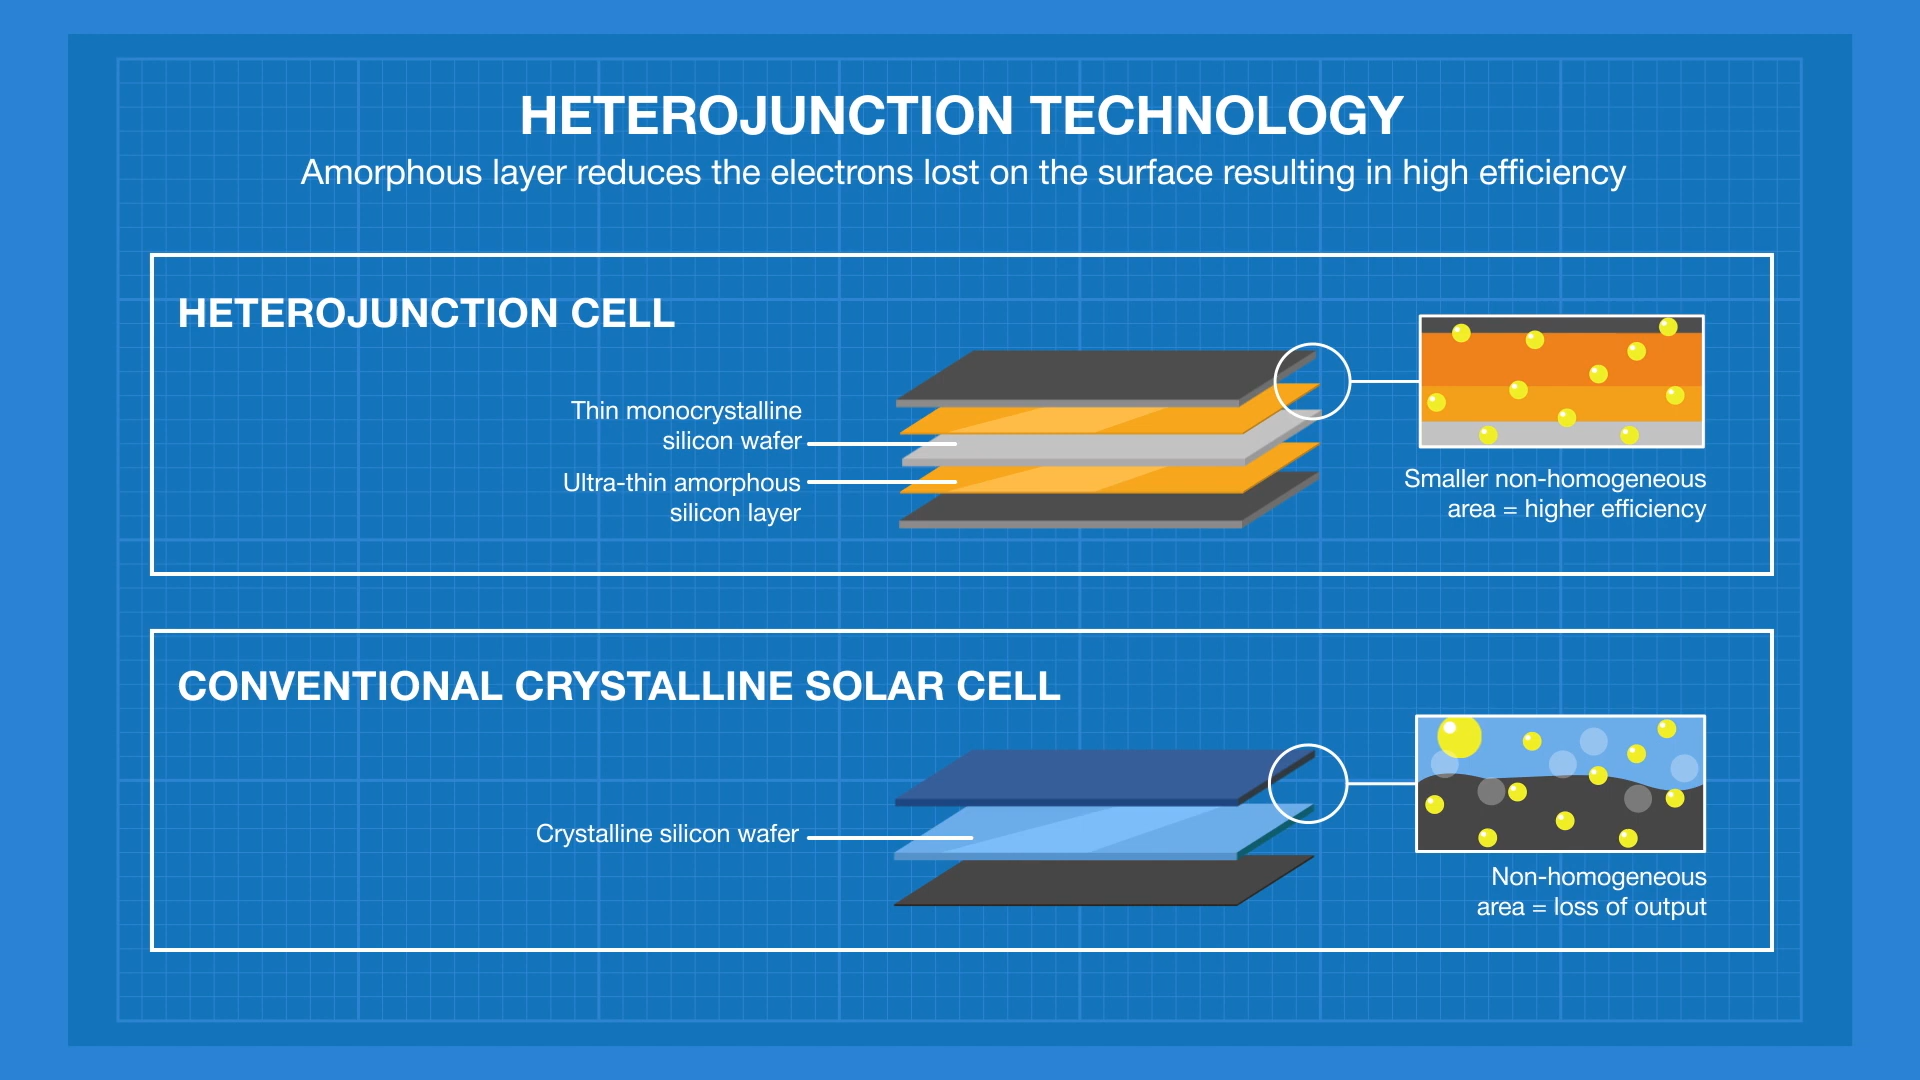 HETEROJUNCTION TECHNOLOGY
Amorphous layer reduces the electrons lost on the surface resulting in high efficiency
HETEROJUNCTION CELL
Thin monocrystalline
silicon wafer
Ultra-thin amorphous
silicon layer
Smaller non-homogeneous
area = higher efficiency
CONVENTIONAL CRYSTALLINE SOLAR CELL
Crystalline silicon wafer
Non-homogeneous
area = loss of output